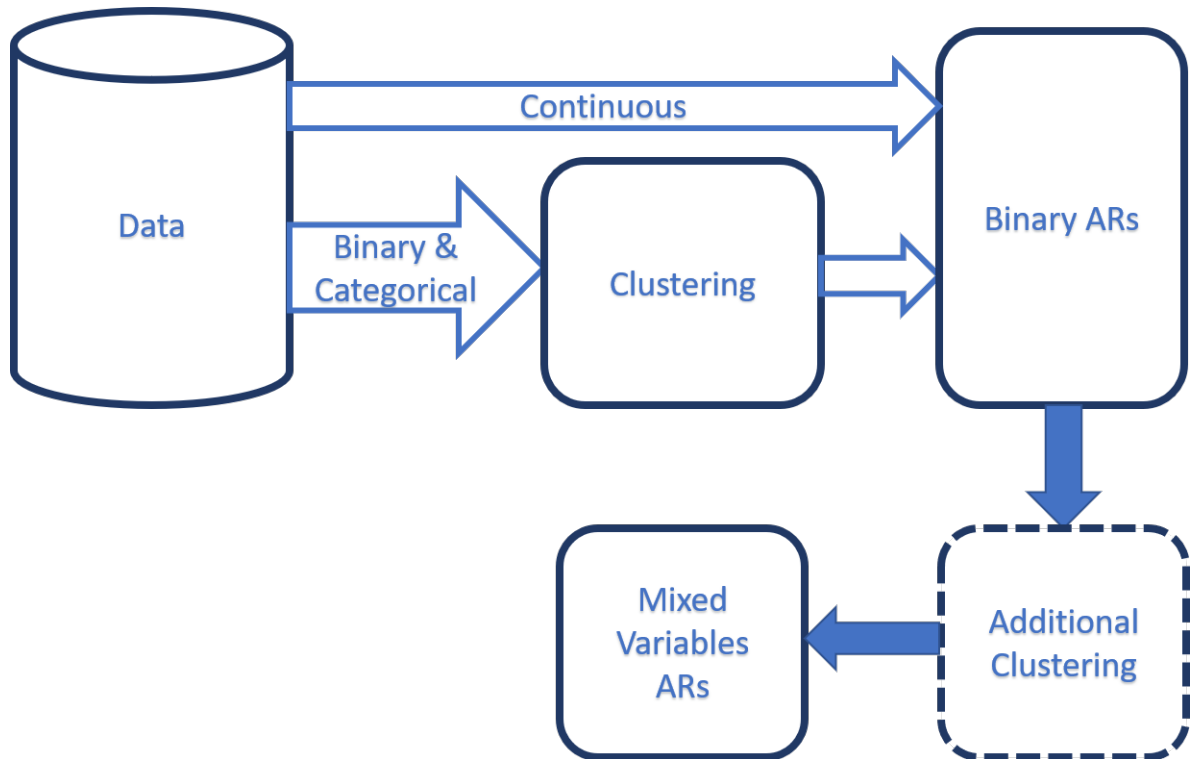 Continuous
Data
Binary &
Categorical
Clustering
Binary ARs
Mixed
Variables
ARs
Additional
Clustering